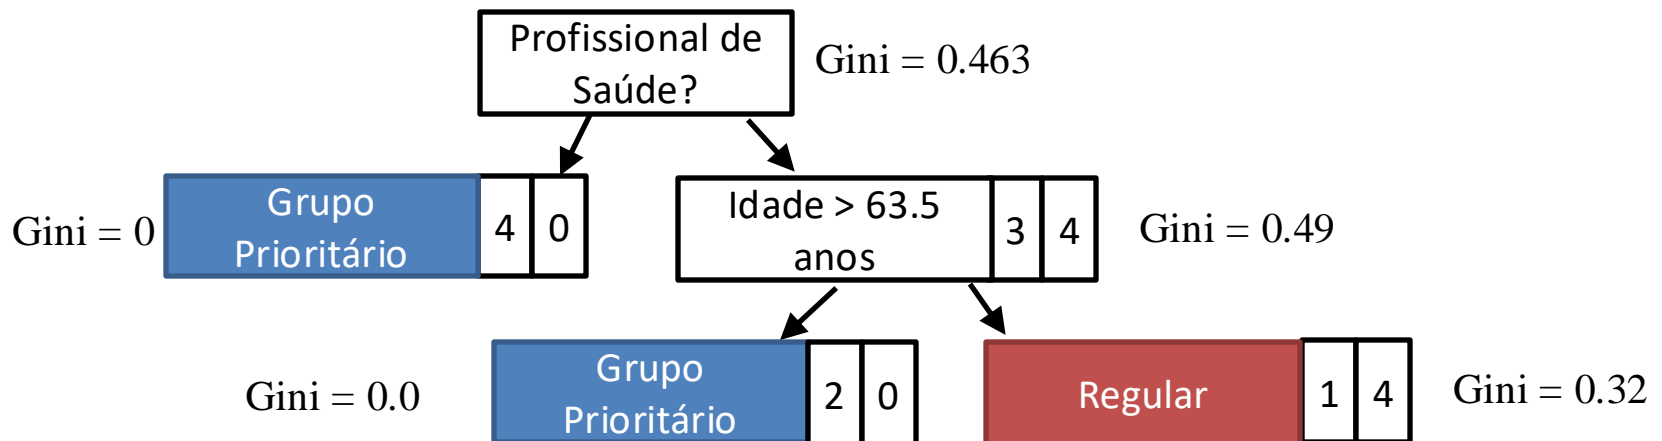 Profissional de
Saúde?
Gini = 0.463
Gini = 0
Grupo
Prioritário
4 0
Idade > 63.5
anos
3 4
Gini = 0.49
Gini = 0.0
Grupo
Prioritário
2 0
Regular
1 4
Gini = 0.32